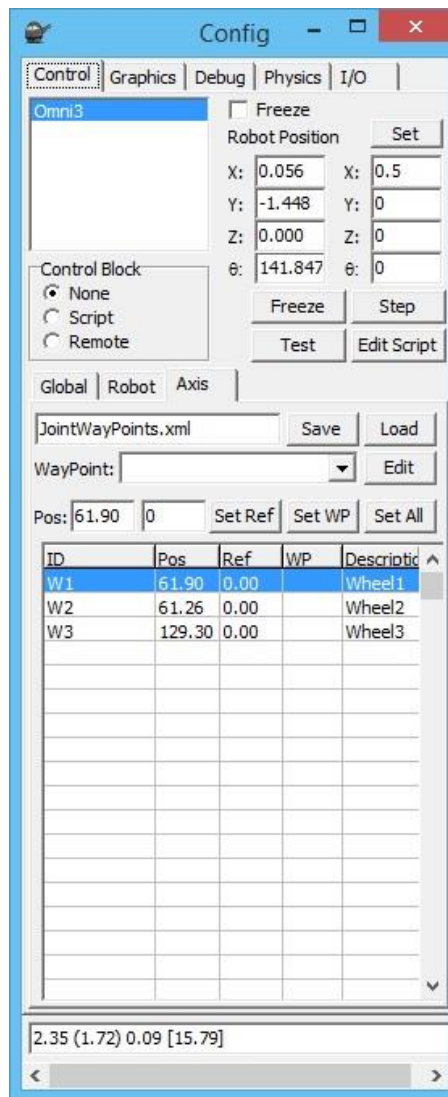 Config
Control Graphics Debug Physics I/O
Omni3
Freeze
Robot Position Set
X: 0.056 X: 0.5
Y: -1.448 Y: 0
Z: 0.000 Z: 0
θ: 141.847 θ: 0
Control Block
None
Script
Remote
Freeze Step
Test Edit Script
Global Robot Axis
JointWayPoints.xml Save Load
WayPoint: Edit
Pos: 61.90 0 Set Ref Set WP Set All
ID Pos Ref WP Descriptic
W1 61.90 0.00 Wheel1
W2 61.26 0.00 Wheel2
W3 129.30 0.00 Wheel3
2.35 (1.72) 0.09 [15.79]